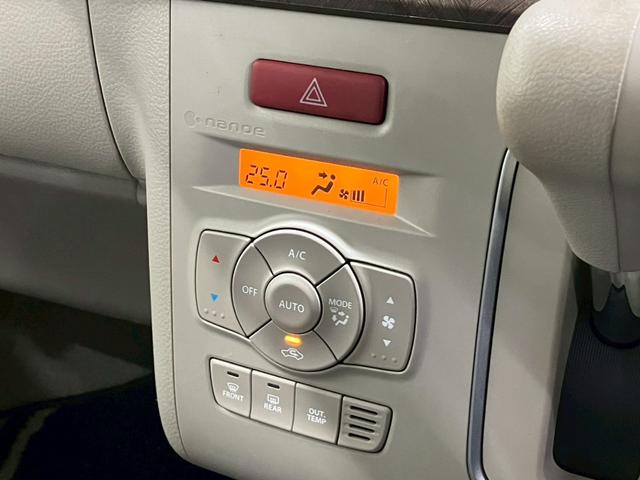 nanoe
25.0
A/C
A/C
OFF
AUTO
MODE
FRONT
REAR
OUT.
TEMP